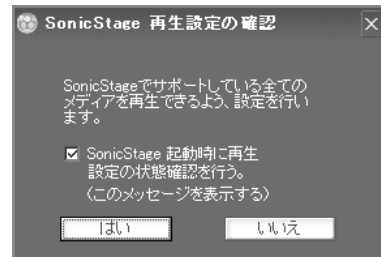 SonicStage 再生設定の確認
SonicStageでサポートしている全ての
メディアを再生できるよう、設定を行い
ます。
SonicStage 起動時に再生
設定の状態確認を行う。
(このメッセージを表示する)
はい
いいえ